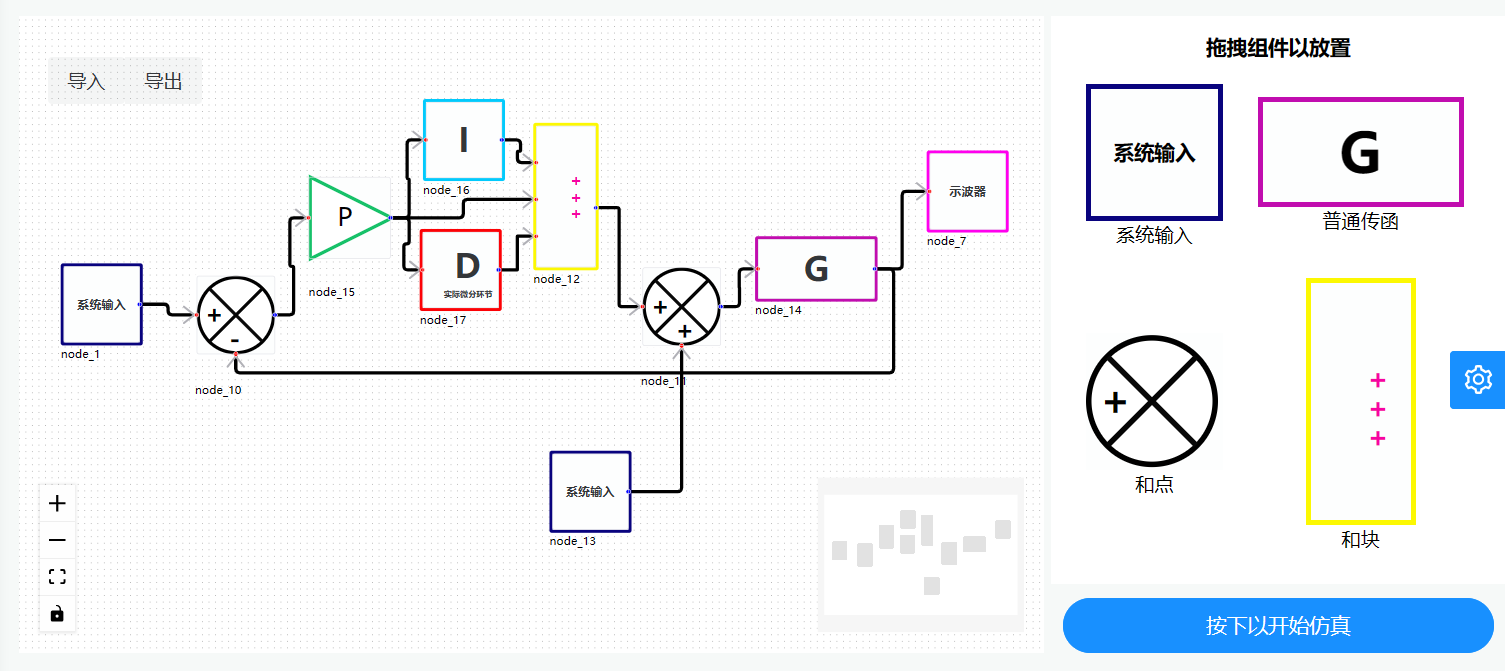 导入 导出
I
node_16
+
+
+
node_12
P
node_15
D
实际微分环节
node_17
系统输入
node_1
+
-
node_10
+
+
node_11
G
node_14
示波器
node_7
系统输入
node_13
拖拽组件以放置
系统输入
系统输入
G
普通传函
+
和点
+
+
+
和块
按下以开始仿真